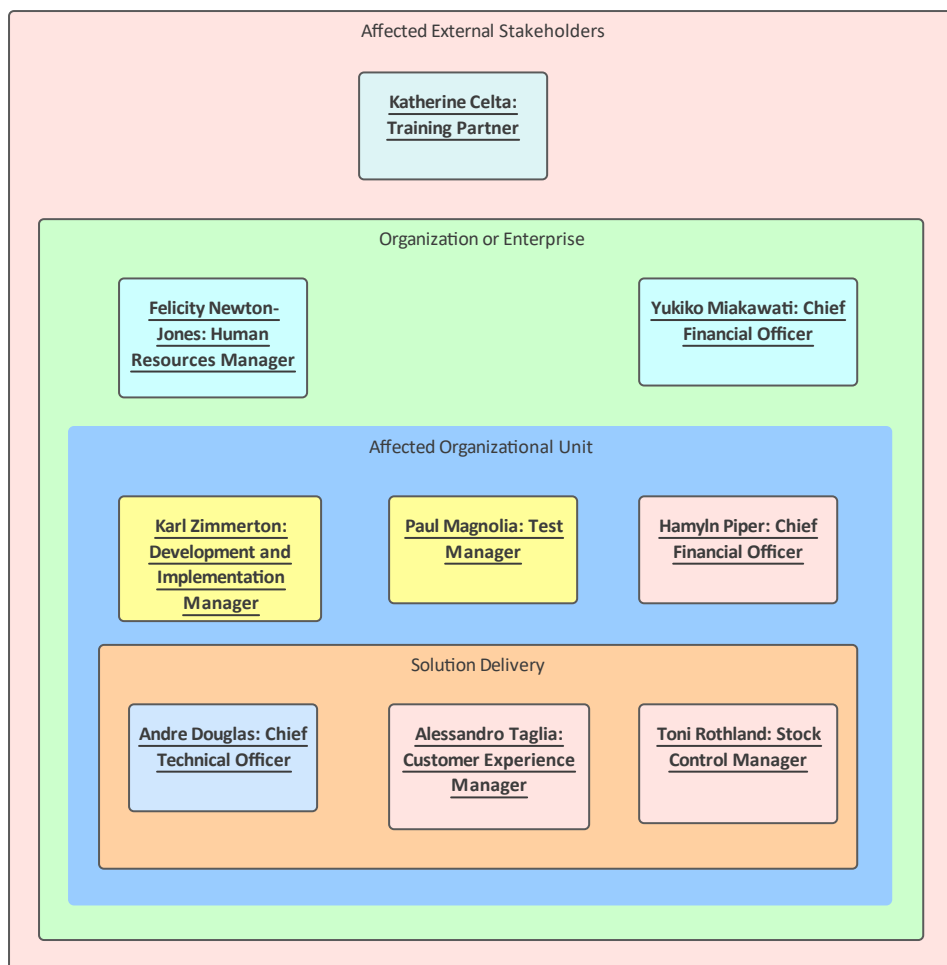 Affected External Stakeholders
Katherine Celta:
Training Partner
Organization or Enterprise
Felicity Newton-
Jones: Human
Resources Manager
Yukiko Miakawati: Chief
Financial Officer
Affected Organizational Unit
Karl Zimmerton:
Development and
Implementation
Manager
Paul Magnolia: Test
Manager
Hamyln Piper: Chief
Financial Officer
Solution Delivery
Andre Douglas: Chief
Technical Officer
Alessandro Taglia:
Customer Experience
Manager
Toni Rothland: Stock
Control Manager